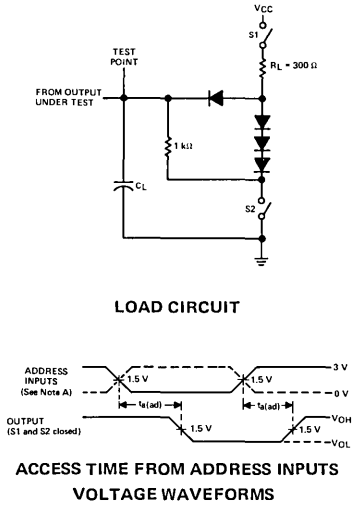 VCC
S1
TEST
POINT
RL = 300 Ω
FROM OUTPUT
UNDER TEST
1 kΩ
CL
S2
LOAD CIRCUIT
ADDRESS
INPUTS
(See Note A)
1.5 V
1.5 V
3 V
0 V
ta(ad)
ta(ad)
OUTPUT
(S1 and S2 closed)
1.5 V
1.5 V
VOH
VOL
ACCESS TIME FROM ADDRESS INPUTS
VOLTAGE WAVEFORMS